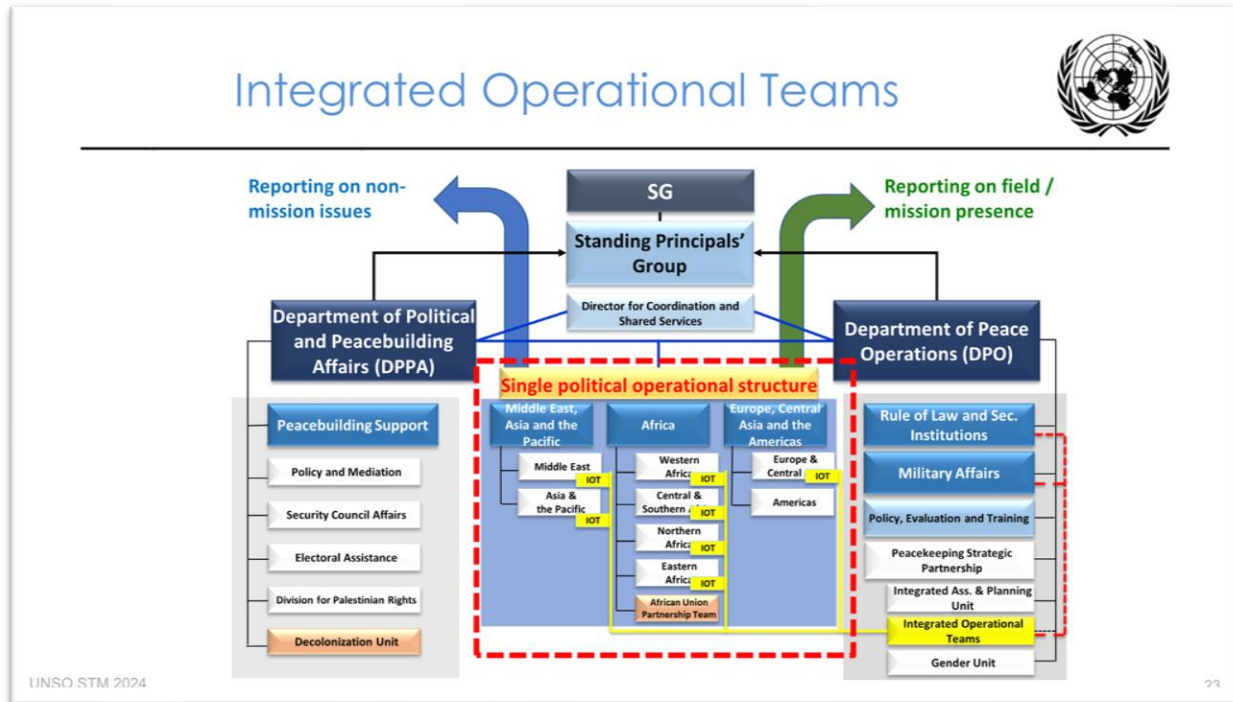 Integrated Operational Teams
Reporting on non-
mission issues
SG
Reporting on field /
mission presence
Standing Principals'
Group
Director for Coordination and
Shared Services
Department of Political
and Peacebuilding
Affairs (DPPA)
Department of Peace
Operations (DPO)
Single political operational structure
Peacebuilding Support
Policy and Mediation
Security Council Affairs
Electoral Assistance
Division for Palestinian Rights
Decolonization Unit
Middle East,
Asia and the
Pacific
Middle East
IOT
Asia &
the Pacific
IOT
Africa
Western
Africa
IOT
Central &
Southern
IOT
Northern
Africa
IOT
Eastern
Africa
IOT
African Union
Partnership Team
Europe, Central
Asia and the
Americas
Europe &
Central
IOT
Americas
Rule of Law and Sec.
Institutions
Military Affairs
Policy, Evaluation and Training
Peacekeeping Strategic
Partnership
Integrated Ass. & Planning
Unit
Integrated Operational
Teams
Gender Unit
UNSO STM 2024
23